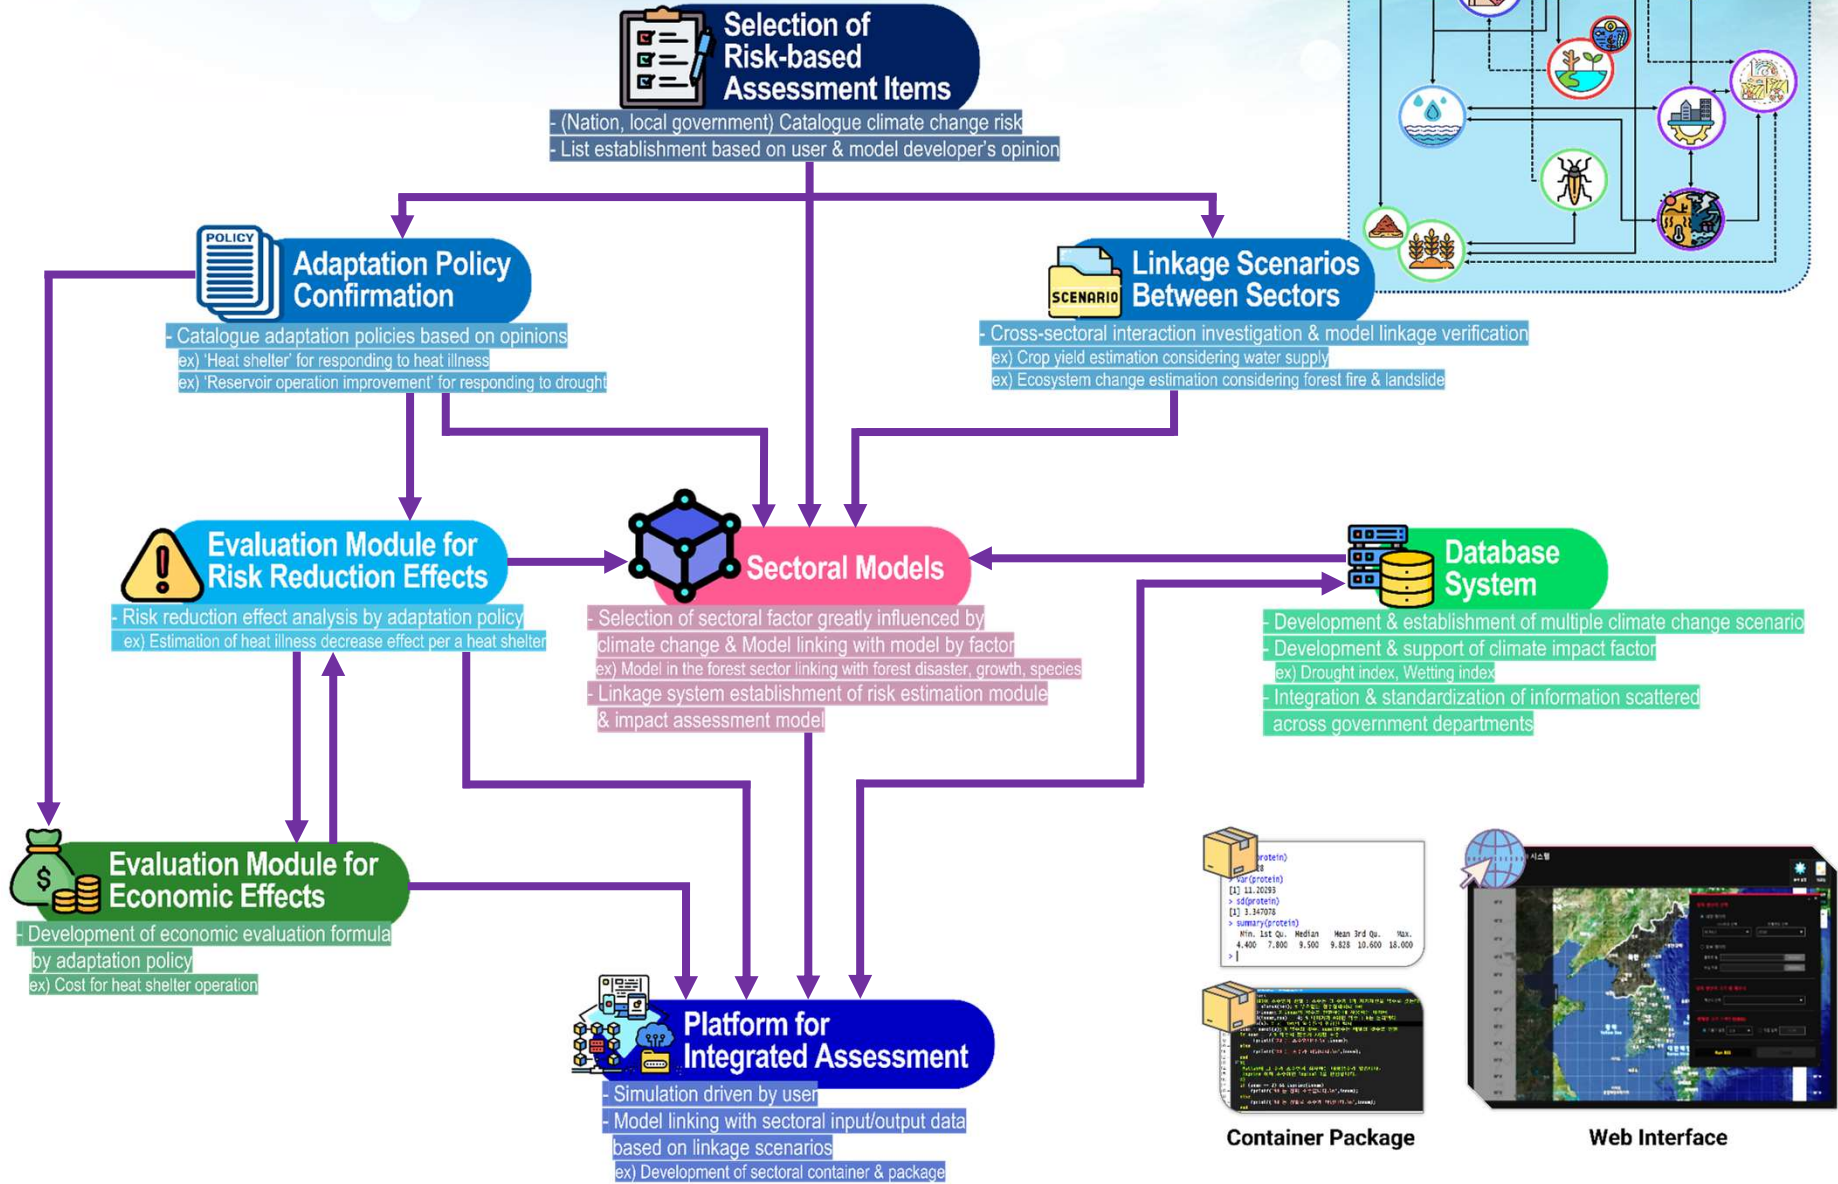 Selection of
Risk-based
Assessment Items
- (Nation, local government) Catalogue climate change risk
- List establishment based on user & model developer's opinion
POLICY
Adaptation Policy
Confirmation
- Catalogue adaptation policies based on opinions
ex) 'Heat shelter' for responding to heat illness
ex) 'Reservoir operation improvement' for responding to drought
SCENARIO
Linkage Scenarios
Between Sectors
- Cross-sectoral interaction investigation & model linkage verification
ex) Crop yield estimation considering water supply
ex) Ecosystem change estimation considering forest fire & landslide
Evaluation Module for
Risk Reduction Effects
- Risk reduction effect analysis by adaptation policy
ex) Estimation of heat illness decrease effect per a heat shelter
Sectoral Models
- Selection of sectoral factor greatly influenced by
climate change & Model linking with model by factor
ex) Model in the forest sector linking with forest disaster, growth, species
- Linkage system establishment of risk estimation module
& impact assessment model
Database
System
- Development & establishment of multiple climate change scenario
- Development & support of climate impact factor
ex) Drought index, Wetting index
- Integration & standardization of information scattered
across government departments
$
Evaluation Module for
Economic Effects
- Development of economic evaluation formula
by adaptation policy
ex) Cost for heat shelter operation
Platform for
Integrated Assessment
- Simulation driven by user
- Model linking with sectoral input/output data
based on linkage scenarios
ex) Development of sectoral container & package
(protein)
28
> var(protein)
[1] 11.20293
> sd(protein)
[1] 3.347078
> summary(protein)
Min. 1st Qu. Median Mean 3rd Qu. Max.
4.400 7.800 9.500 9.828 10.600 18.000
>
Container Package
시스템
북한
Web Interface